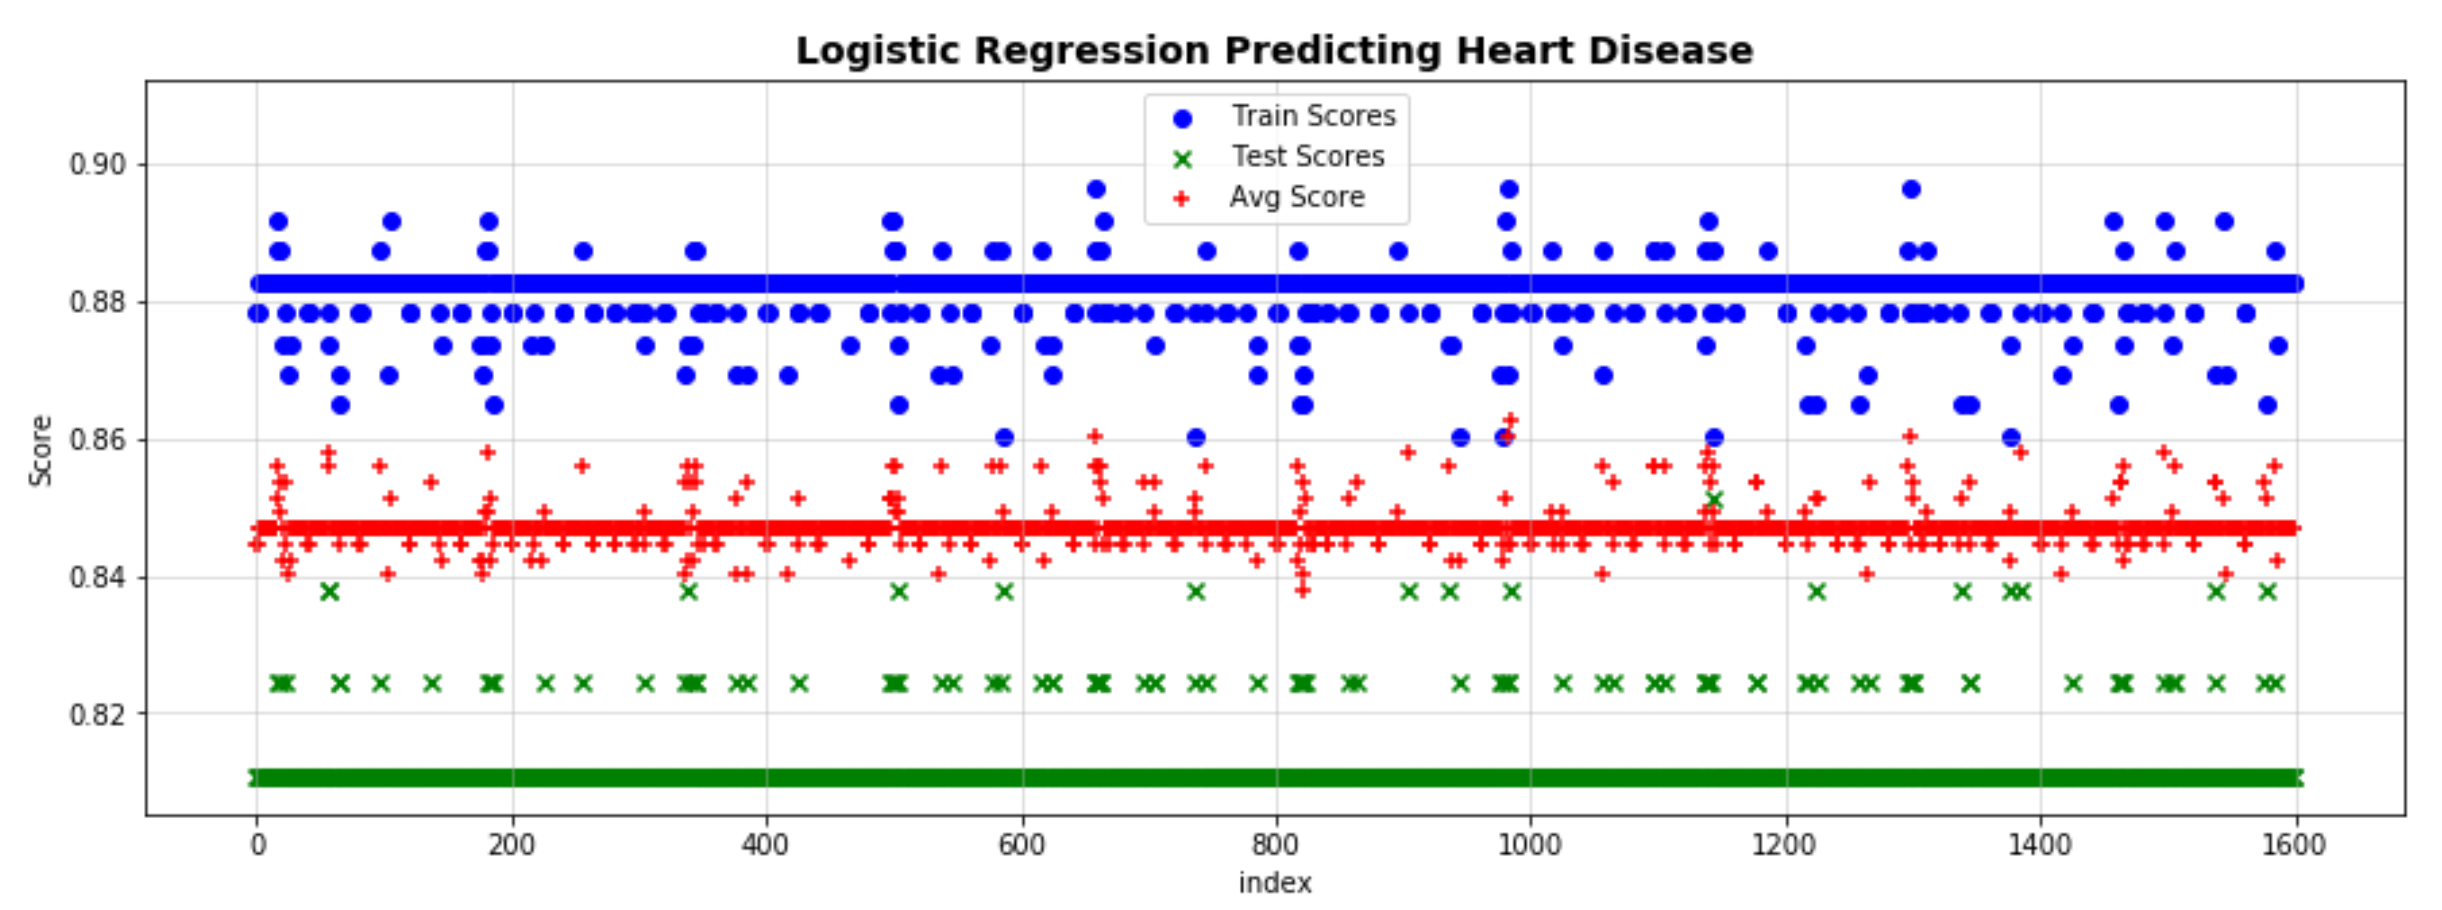 Logistic Regression Predicting Heart Disease
Train Scores
Test Scores
Avg Score
0.90
0.88
0.86
0.84
0.82
Score
0 200 400 600 800 1000 1200 1400 1600
index